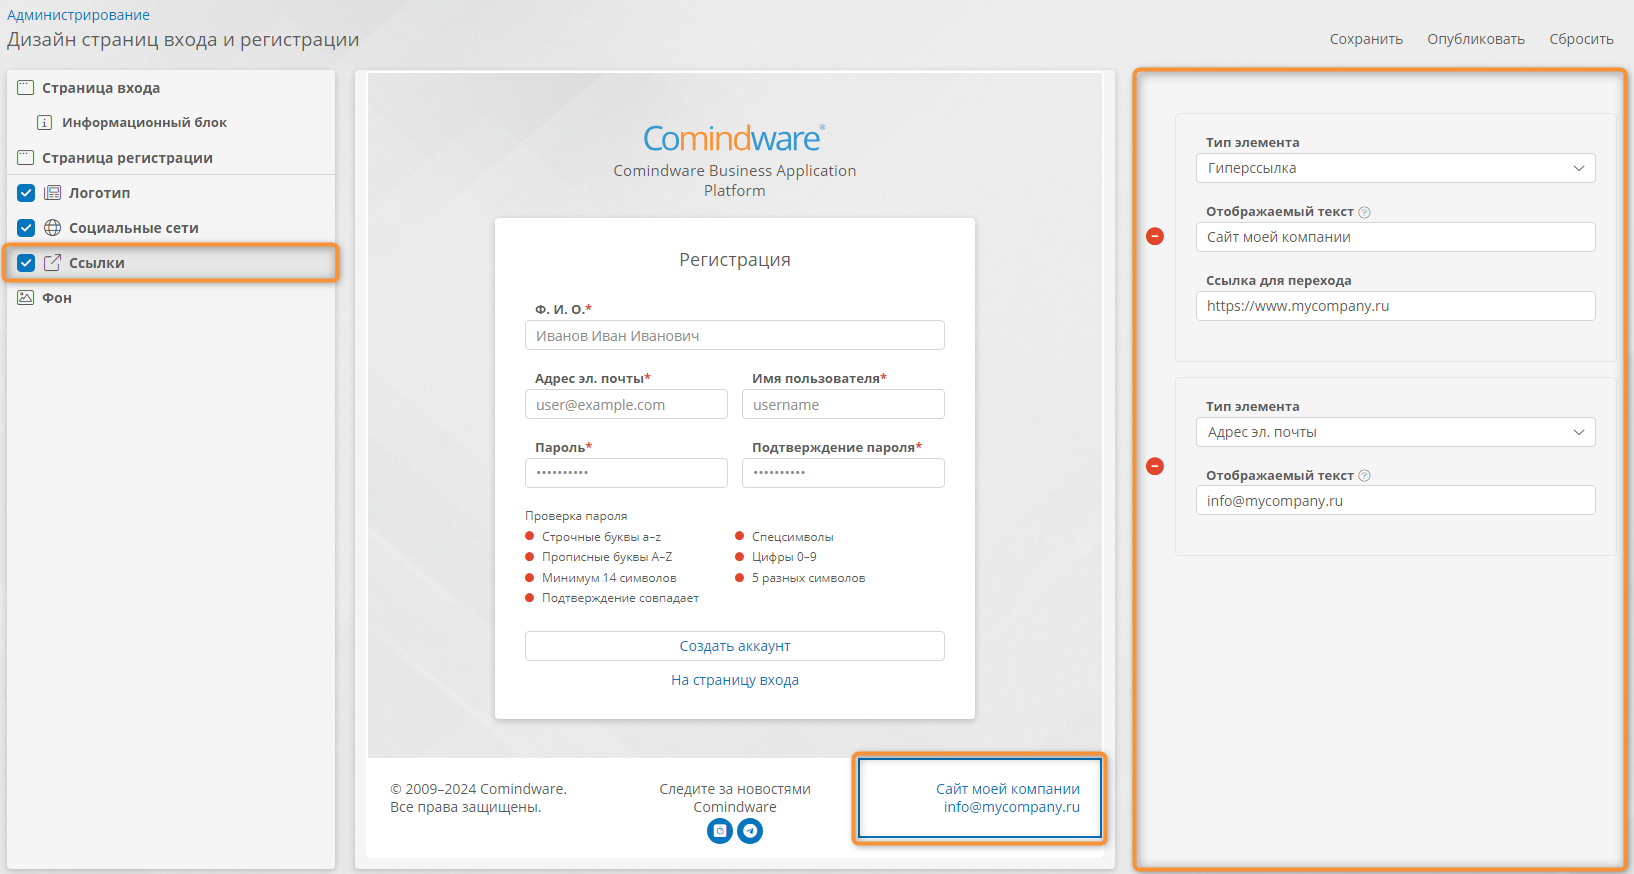 Администрирование
Дизайн страниц входа и регистрации
Сохранить Опубликовать Сбросить
Страница входа
Информационный блок
Страница регистрации
Логотип
Социальные сети
Ссылки
Фон
Comindware®
Comindware Business Application
Platform
Регистрация
Ф. И. О.*
Иванов Иван Иванович
Адрес эл. почты* Имя пользователя*
user@example.com username
Пароль* Подтверждение пароля*
•••••••••• ••••••••••
Проверка пароля
Строчные буквы a–z Спецсимволы
Прописные буквы A–Z Цифры 0–9
Минимум 14 символов 5 разных символов
Подтверждение совпадает
Создать аккаунт
На страницу входа
© 2009–2024 Comindware.
Все права защищены.
Следите за новостями
Comindware
Сайт моей компании
info@mycompany.ru
Тип элемента
Гиперссылка
Отображаемый текст ?
Сайт моей компании
Ссылка для перехода
https://www.mycompany.ru
Тип элемента
Адрес эл. почты
Отображаемый текст ?
info@mycompany.ru